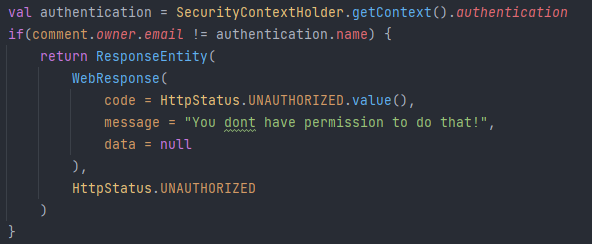 val authentication = SecurityContextHolder.getContext().authentication
if(comment.owner.email != authentication.name) {
return ResponseEntity(
WebResponse(
code = HttpStatus.UNAUTHORIZED.value(),
message = "You dont have permission to do that!",
data = null
),
HttpStatus.UNAUTHORIZED
)
}